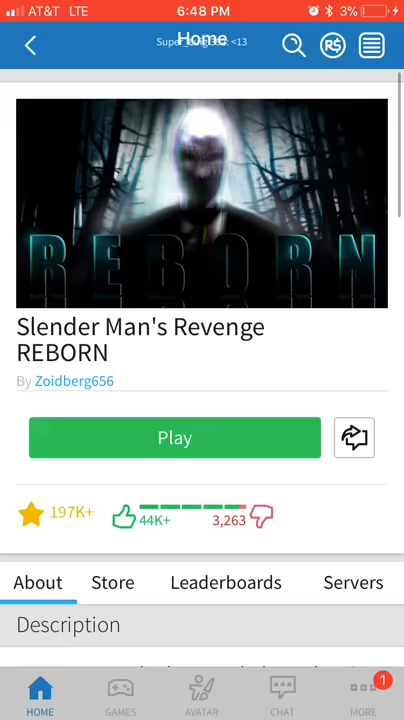 AT&T LTE 6:48 PM 3%
Home
<13
R$
REBORN
Slender Man's Revenge
REBORN
By Zoidberg656
Play
197K+ 44K+ 3,263
About Store Leaderboards Servers
Description
HOME GAMES AVATAR CHAT MORE
1